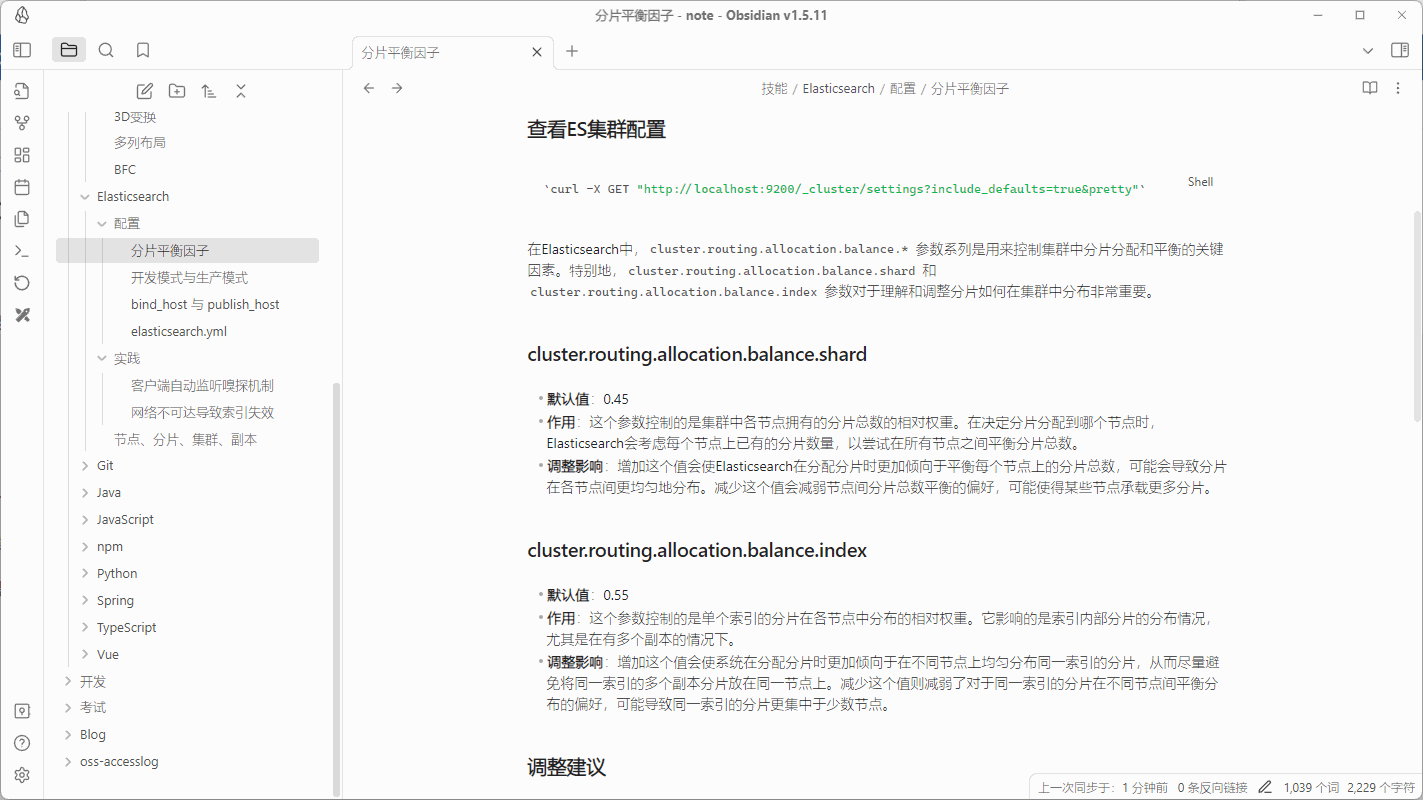 分片平衡因子 - note - Obsidian v1.5.11
分片平衡因子
技能 / Elasticsearch / 配置 / 分片平衡因子
3D变换
多列布局
BFC
Elasticsearch
配置
分片平衡因子
开发模式与生产模式
bind_host 与 publish_host
elasticsearch.yml
实践
客户端自动监听嗅探机制
网络不可达导致索引失效
节点、分片、集群、副本
Git
Java
JavaScript
npm
Python
Spring
TypeScript
Vue
开发
考试
Blog
oss-accesslog
查看ES集群配置
Shell
`curl -X GET "http://localhost:9200/_cluster/settings?include_defaults=true&pretty"`
在Elasticsearch中， cluster.routing.allocation.balance.* 参数系列是用来控制集群中分片分配和平衡的关键
因素。特别地， cluster.routing.allocation.balance.shard 和
cluster.routing.allocation.balance.index 参数对于理解和调整分片如何在集群中分布非常重要。
cluster.routing.allocation.balance.shard
• 默认值：0.45
• 作用：这个参数控制的是集群中各节点拥有的分片总数的相对权重。在决定分片分配到哪个节点时，
Elasticsearch会考虑每个节点上已有的分片数量，以尝试在所有节点之间平衡分片总数。
• 调整影响：增加这个值会使Elasticsearch在分配分片时更加倾向于平衡每个节点上的分片总数，可能会导致分片
在各节点间更均匀地分布。减少这个值会减弱节点间分片总数平衡的偏好，可能使得某些节点承载更多分片。
cluster.routing.allocation.balance.index
• 默认值：0.55
• 作用：这个参数控制的是单个索引的分片在各节点中分布的相对权重。它影响的是索引内部分片的分布情况，
尤其是在有多个副本的情况下。
• 调整影响：增加这个值会使系统在分配分片时更加倾向于在不同节点上均匀分布同一索引的分片，从而尽量避
免将同一索引的多个副本分片放在同一节点上。减少这个值则减弱了对于同一索引的分片在不同节点间平衡分
布的偏好，可能导致同一索引的分片更集中于少数节点。
调整建议
上一次同步于： 1 分钟前 0 条反向链接 1,039 个词 2,229 个字符